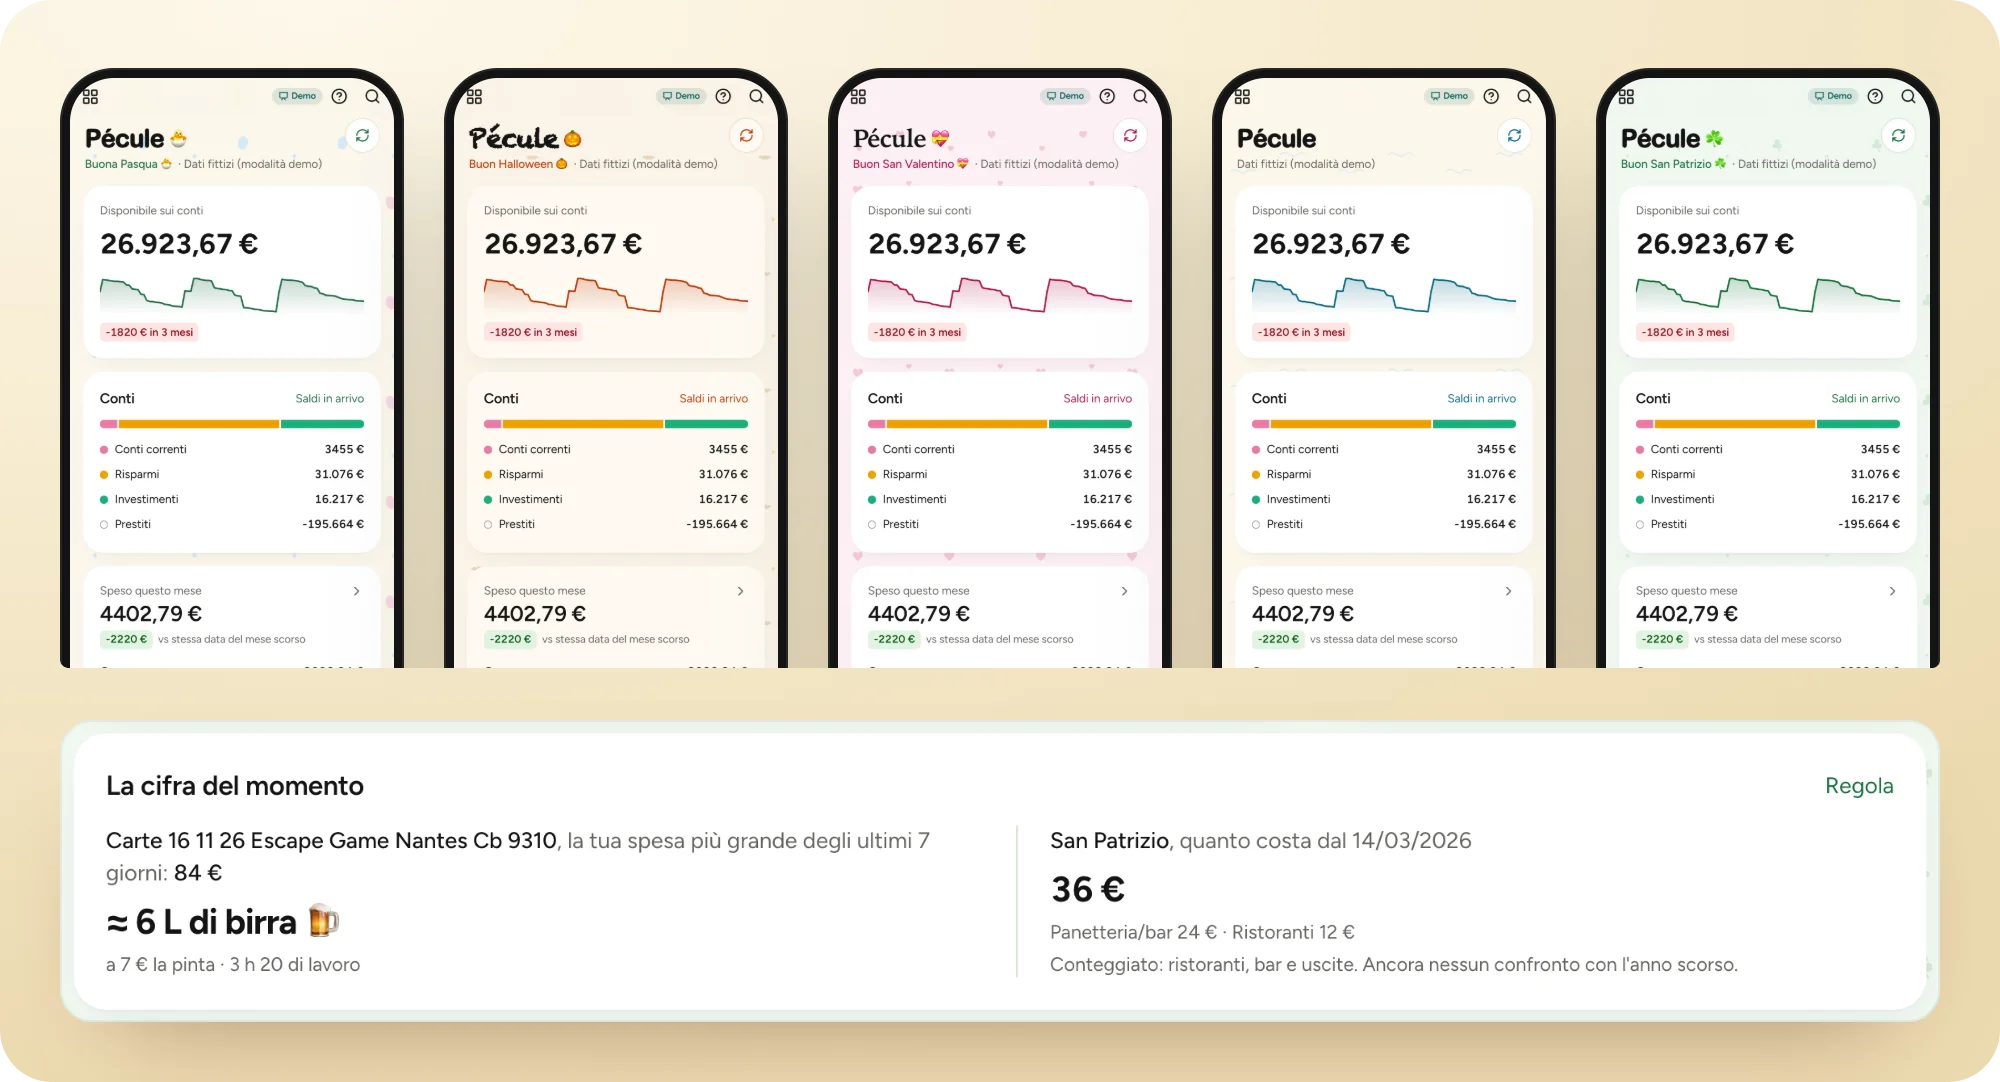 Demo
Pécule
Buona Pasqua · Dati fittizi (modalità demo)
Disponibile sui conti
26.923,67 €
-1820 € in 3 mesi
Conti Saldi in arrivo
Conti correnti 3455 €
Risparmi 31.076 €
Investimenti 16.217 €
Prestiti -195.664 €
Speso questo mese
4402,79 €
-2220 € vs stessa data del mese scorso
Demo
Pécule
Buon Halloween · Dati fittizi (modalità demo)
Disponibile sui conti
26.923,67 €
-1820 € in 3 mesi
Conti Saldi in arrivo
Conti correnti 3455 €
Risparmi 31.076 €
Investimenti 16.217 €
Prestiti -195.664 €
Speso questo mese
4402,79 €
-2220 € vs stessa data del mese scorso
Demo
Pécule
Buon San Valentino · Dati fittizi (modalità demo)
Disponibile sui conti
26.923,67 €
-1820 € in 3 mesi
Conti Saldi in arrivo
Conti correnti 3455 €
Risparmi 31.076 €
Investimenti 16.217 €
Prestiti -195.664 €
Speso questo mese
4402,79 €
-2220 € vs stessa data del mese scorso
Demo
Pécule
Dati fittizi (modalità demo)
Disponibile sui conti
26.923,67 €
-1820 € in 3 mesi
Conti Saldi in arrivo
Conti correnti 3455 €
Risparmi 31.076 €
Investimenti 16.217 €
Prestiti -195.664 €
Speso questo mese
4402,79 €
-2220 € vs stessa data del mese scorso
Demo
Pécule
Buon San Patrizio · Dati fittizi (modalità demo)
Disponibile sui conti
26.923,67 €
-1820 € in 3 mesi
Conti Saldi in arrivo
Conti correnti 3455 €
Risparmi 31.076 €
Investimenti 16.217 €
Prestiti -195.664 €
Speso questo mese
4402,79 €
-2220 € vs stessa data del mese scorso
La cifra del momento Regola
Carte 16 11 26 Escape Game Nantes Cb 9310, la tua spesa più grande degli ultimi 7
giorni: 84 €
≈ 6 L di birra
a 7 € la pinta · 3 h 20 di lavoro
San Patrizio, quanto costa dal 14/03/2026
36 €
Panetteria/bar 24 € · Ristoranti 12 €
Conteggiato: ristoranti, bar e uscite. Ancora nessun confronto con l'anno scorso.